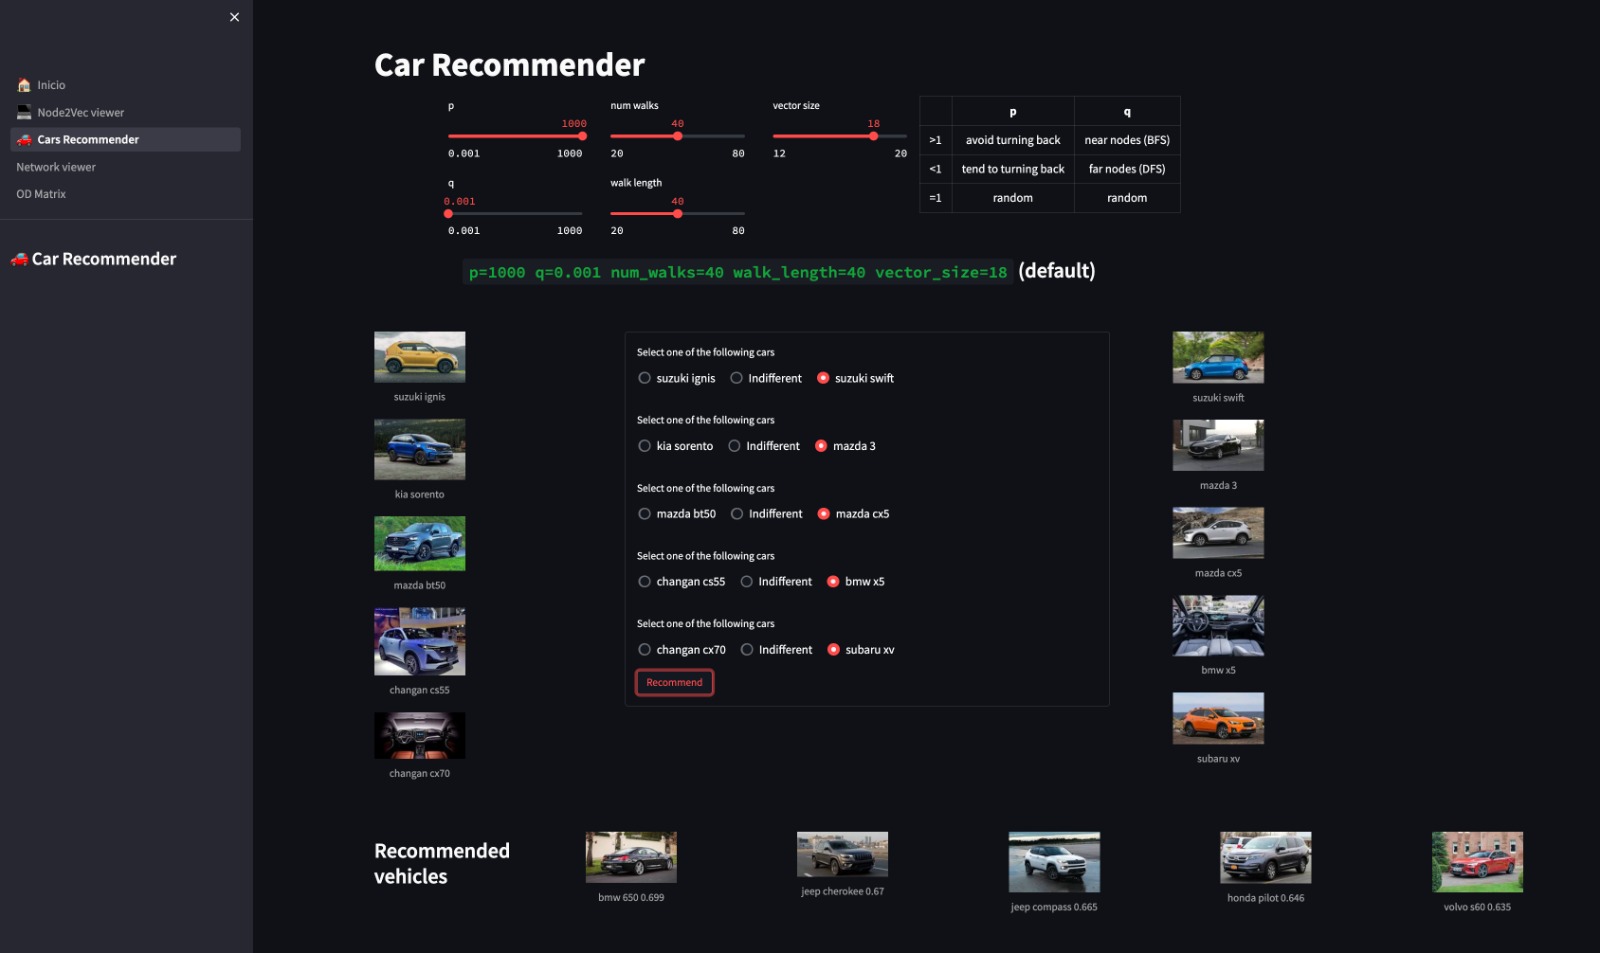 Inicio
Node2Vec viewer
Cars Recommender
Network viewer
OD Matrix
Car Recommender
Car Recommender
p
1000
0.001 1000
num walks
40
20 80
vector size
18
12 20
q
0.001
0.001 1000
walk length
40
20 80
p q
>1 avoid turning back near nodes (BFS)
<1 tend to turning back far nodes (DFS)
=1 random random
p=1000 q=0.001 num_walks=40 walk_length=40 vector_size=18 (default)
suzuki ignis
kia sorento
mazda bt50
changan cs55
changan cx70
Select one of the following cars
suzuki ignis Indifferent suzuki swift
Select one of the following cars
kia sorento Indifferent mazda 3
Select one of the following cars
mazda bt50 Indifferent mazda cx5
Select one of the following cars
changan cs55 Indifferent bmw x5
Select one of the following cars
changan cx70 Indifferent subaru xv
Recommend
suzuki swift
mazda 3
mazda cx5
bmw x5
subaru xv
Recommended
vehicles
bmw 650 0.699
jeep cherokee 0.67
jeep compass 0.665
honda pilot 0.646
volvo s60 0.635